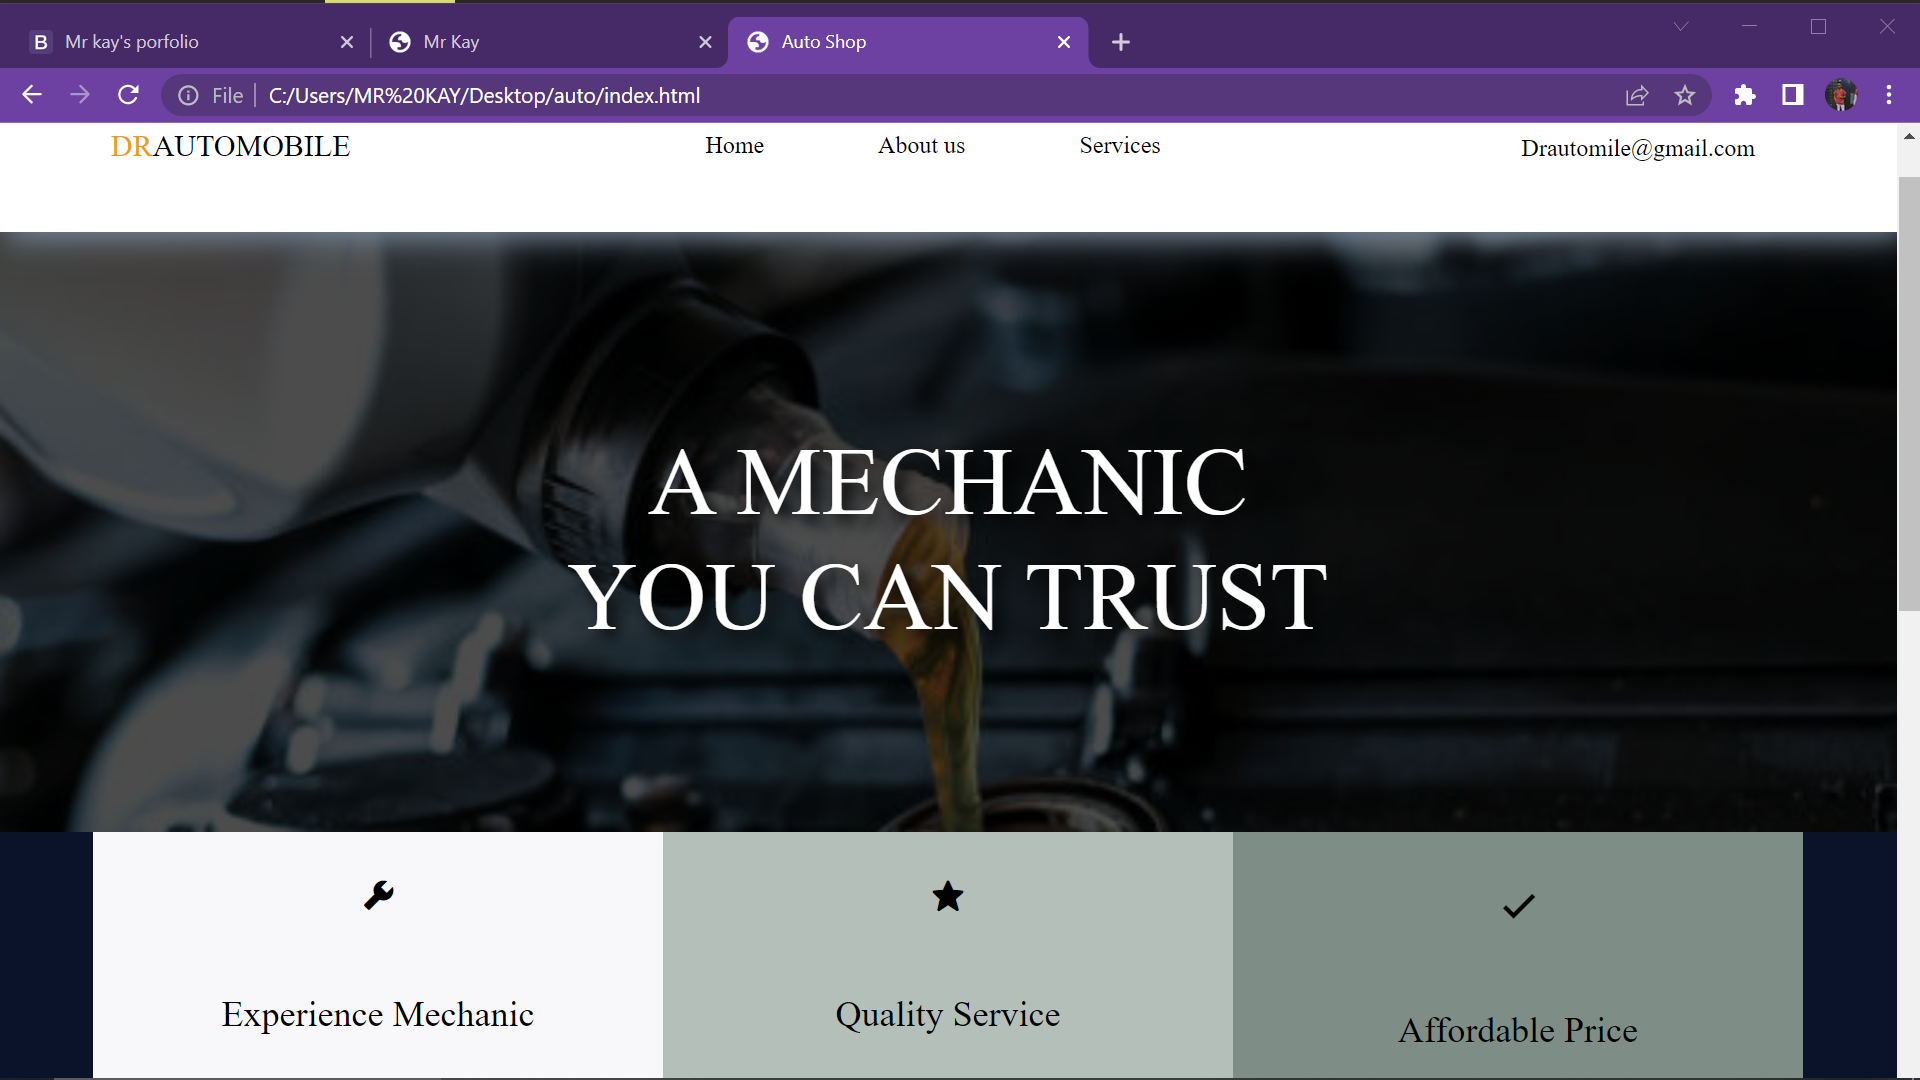 B Mr kay's porfolio
Mr Kay
Auto Shop
File C:/Users/MR%20KAY/Desktop/auto/index.html
DRAUTOMOBILE Home About us Services Drautomile@gmail.com
A MECHANIC
YOU CAN TRUST
Experience Mechanic
Quality Service
Affordable Price